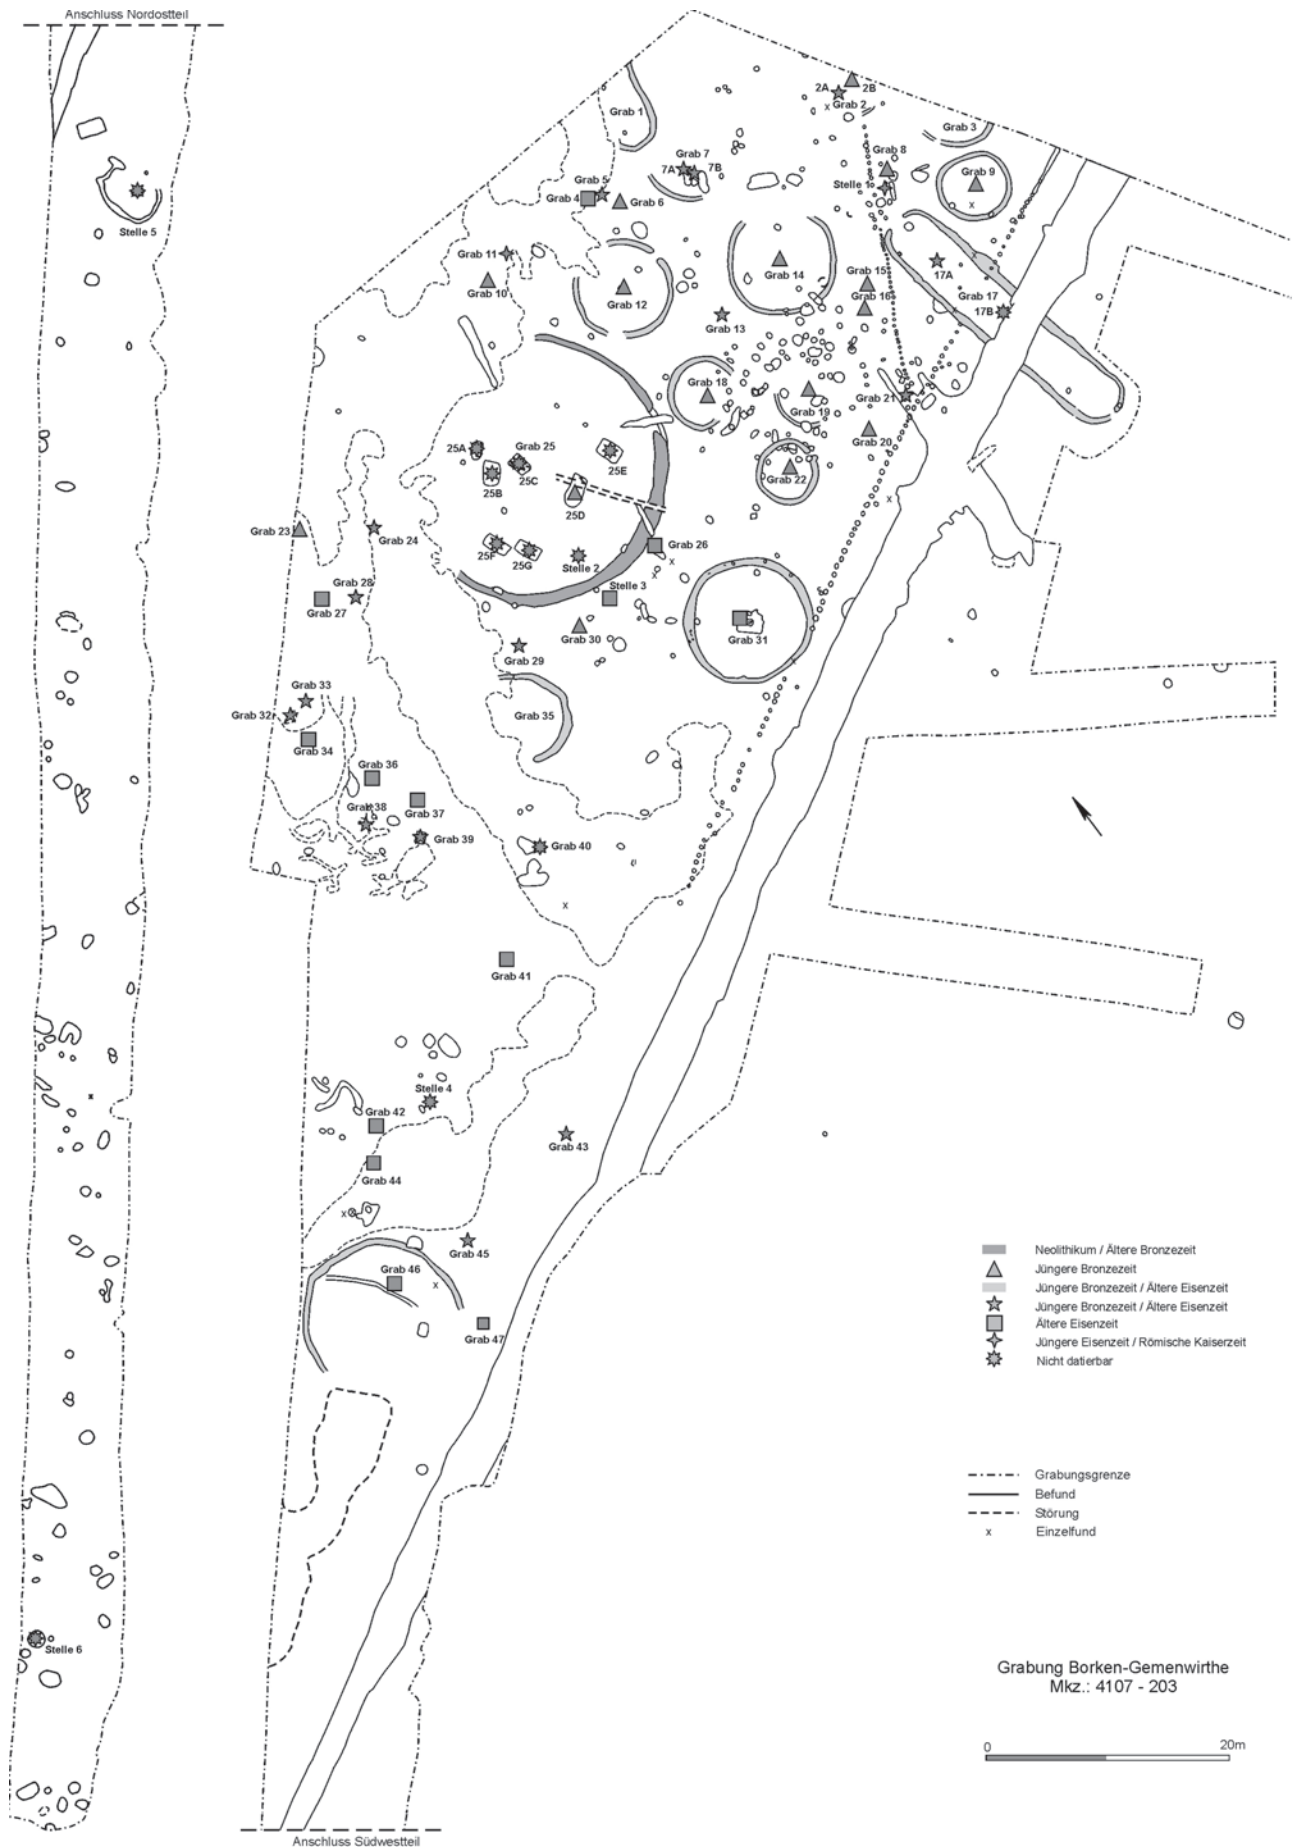 Anschluss Nordostteil
2A
2B
Grab 2
Grab 1
Grab 3
Grab 7
7A
7B
Grab 8
Stelle 1
Grab 9
Grab 5
Grab 4
Grab 6
Stelle 5
Grab 11
Grab 10
Grab 12
Grab 14
Grab 15
Grab 16
17A
Grab 17
17B
Grab 13
Grab 18
Grab 19
Grab 21
Grab 20
25A
Grab 25
25B
25C
25E
25D
Grab 22
Grab 23
Grab 24
25F
25G
Stelle 2
Grab 26
Grab 28
Grab 27
Stelle 3
Grab 30
Grab 31
Grab 29
Grab 33
Grab 32
Grab 34
Grab 35
Grab 36
Grab 37
Grab 38
Grab 39
Grab 40
Grab 41
Stelle 4
Grab 42
Grab 43
Grab 44
Grab 45
Grab 46
Grab 47
Neolithikum / Ältere Bronzezeit
Jüngere Bronzezeit
Jüngere Bronzezeit / Ältere Eisenzeit
Jüngere Bronzezeit / Ältere Eisenzeit
Ältere Eisenzeit
Jüngere Eisenzeit / Römische Kaiserzeit
Nicht datierbar
Grabungsgrenze
Befund
Störung
x Einzelfund
Stelle 6
Grabung Borken-Gemenwirthe
Mkz.: 4107 - 203
0 20m
Anschluss Südwestteil